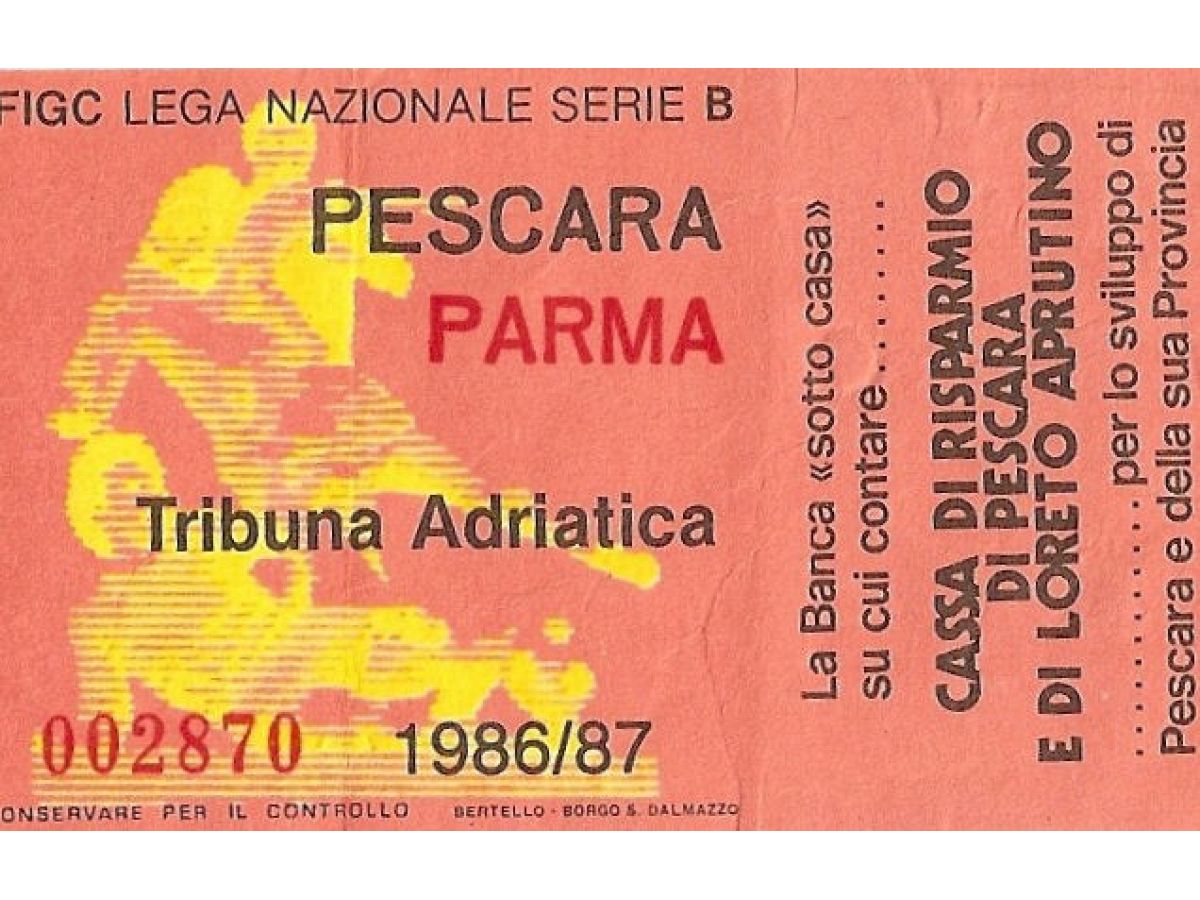 FIGC LEGA NAZIONALE SERIE B
PESCARA
PARMA
Tribuna Adriatica
002870 1986/87
ONSERVARE PER IL CONTROLLO BERTELLO - BORGO S. DALMAZZO
La Banca «sotto casa»
su cui contare........
CASSA DI RISPARMIO
DI PESCARA
E DI LORETO APRUTINO
..........per lo sviluppo di
Pescara e della sua Provincia